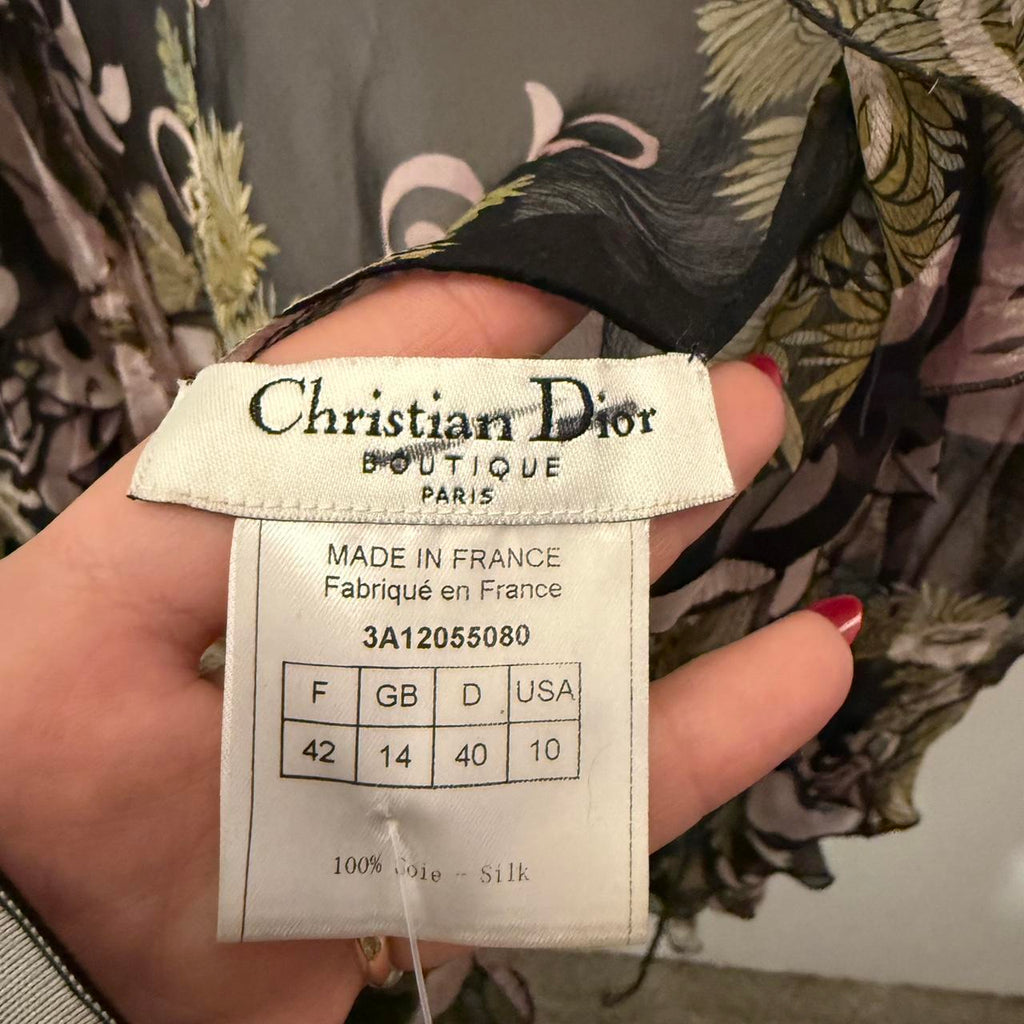 Christian Dior
BOUTIQUE
PARIS
MADE IN FRANCE
Fabriqué en France
3A12055080
F GB D USA
42 14 40 10
100% Soie - Silk